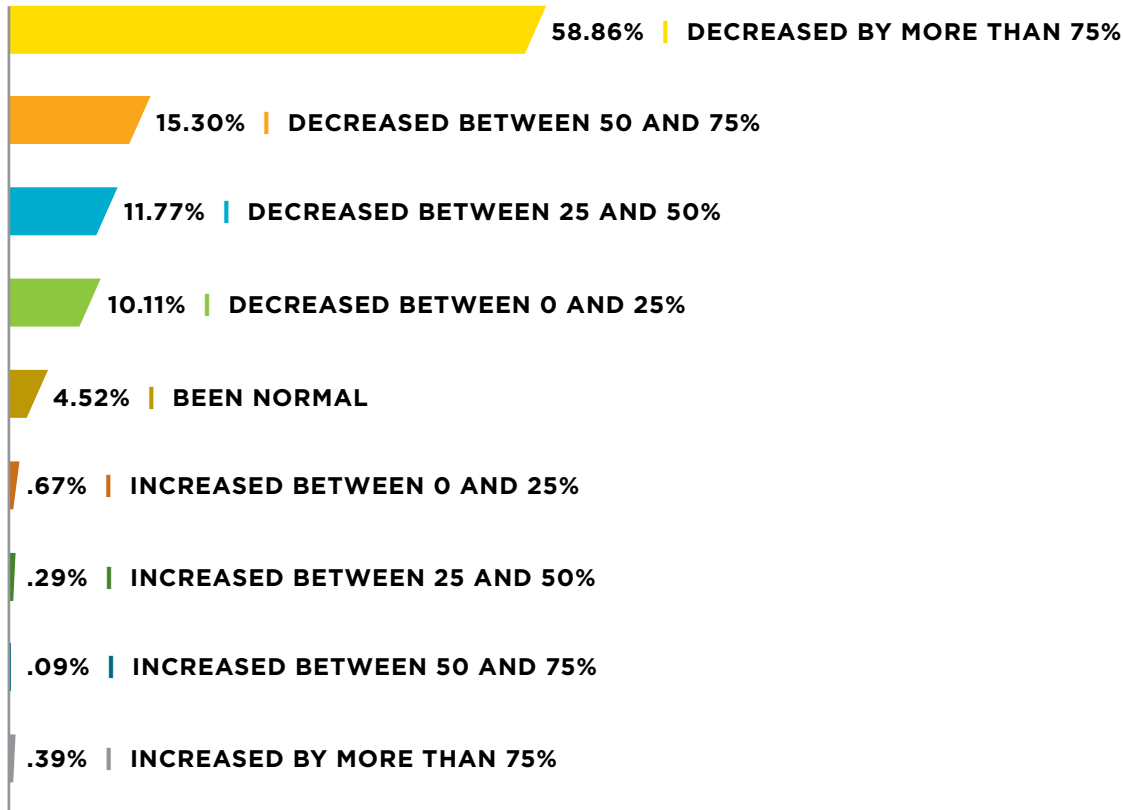 58.86% | DECREASED BY MORE THAN 75%
15.30% | DECREASED BETWEEN 50 AND 75%
11.77% | DECREASED BETWEEN 25 AND 50%
10.11% | DECREASED BETWEEN 0 AND 25%
4.52% | BEEN NORMAL
.67% | INCREASED BETWEEN 0 AND 25%
.29% | INCREASED BETWEEN 25 AND 50%
.09% | INCREASED BETWEEN 50 AND 75%
.39% | INCREASED BY MORE THAN 75%